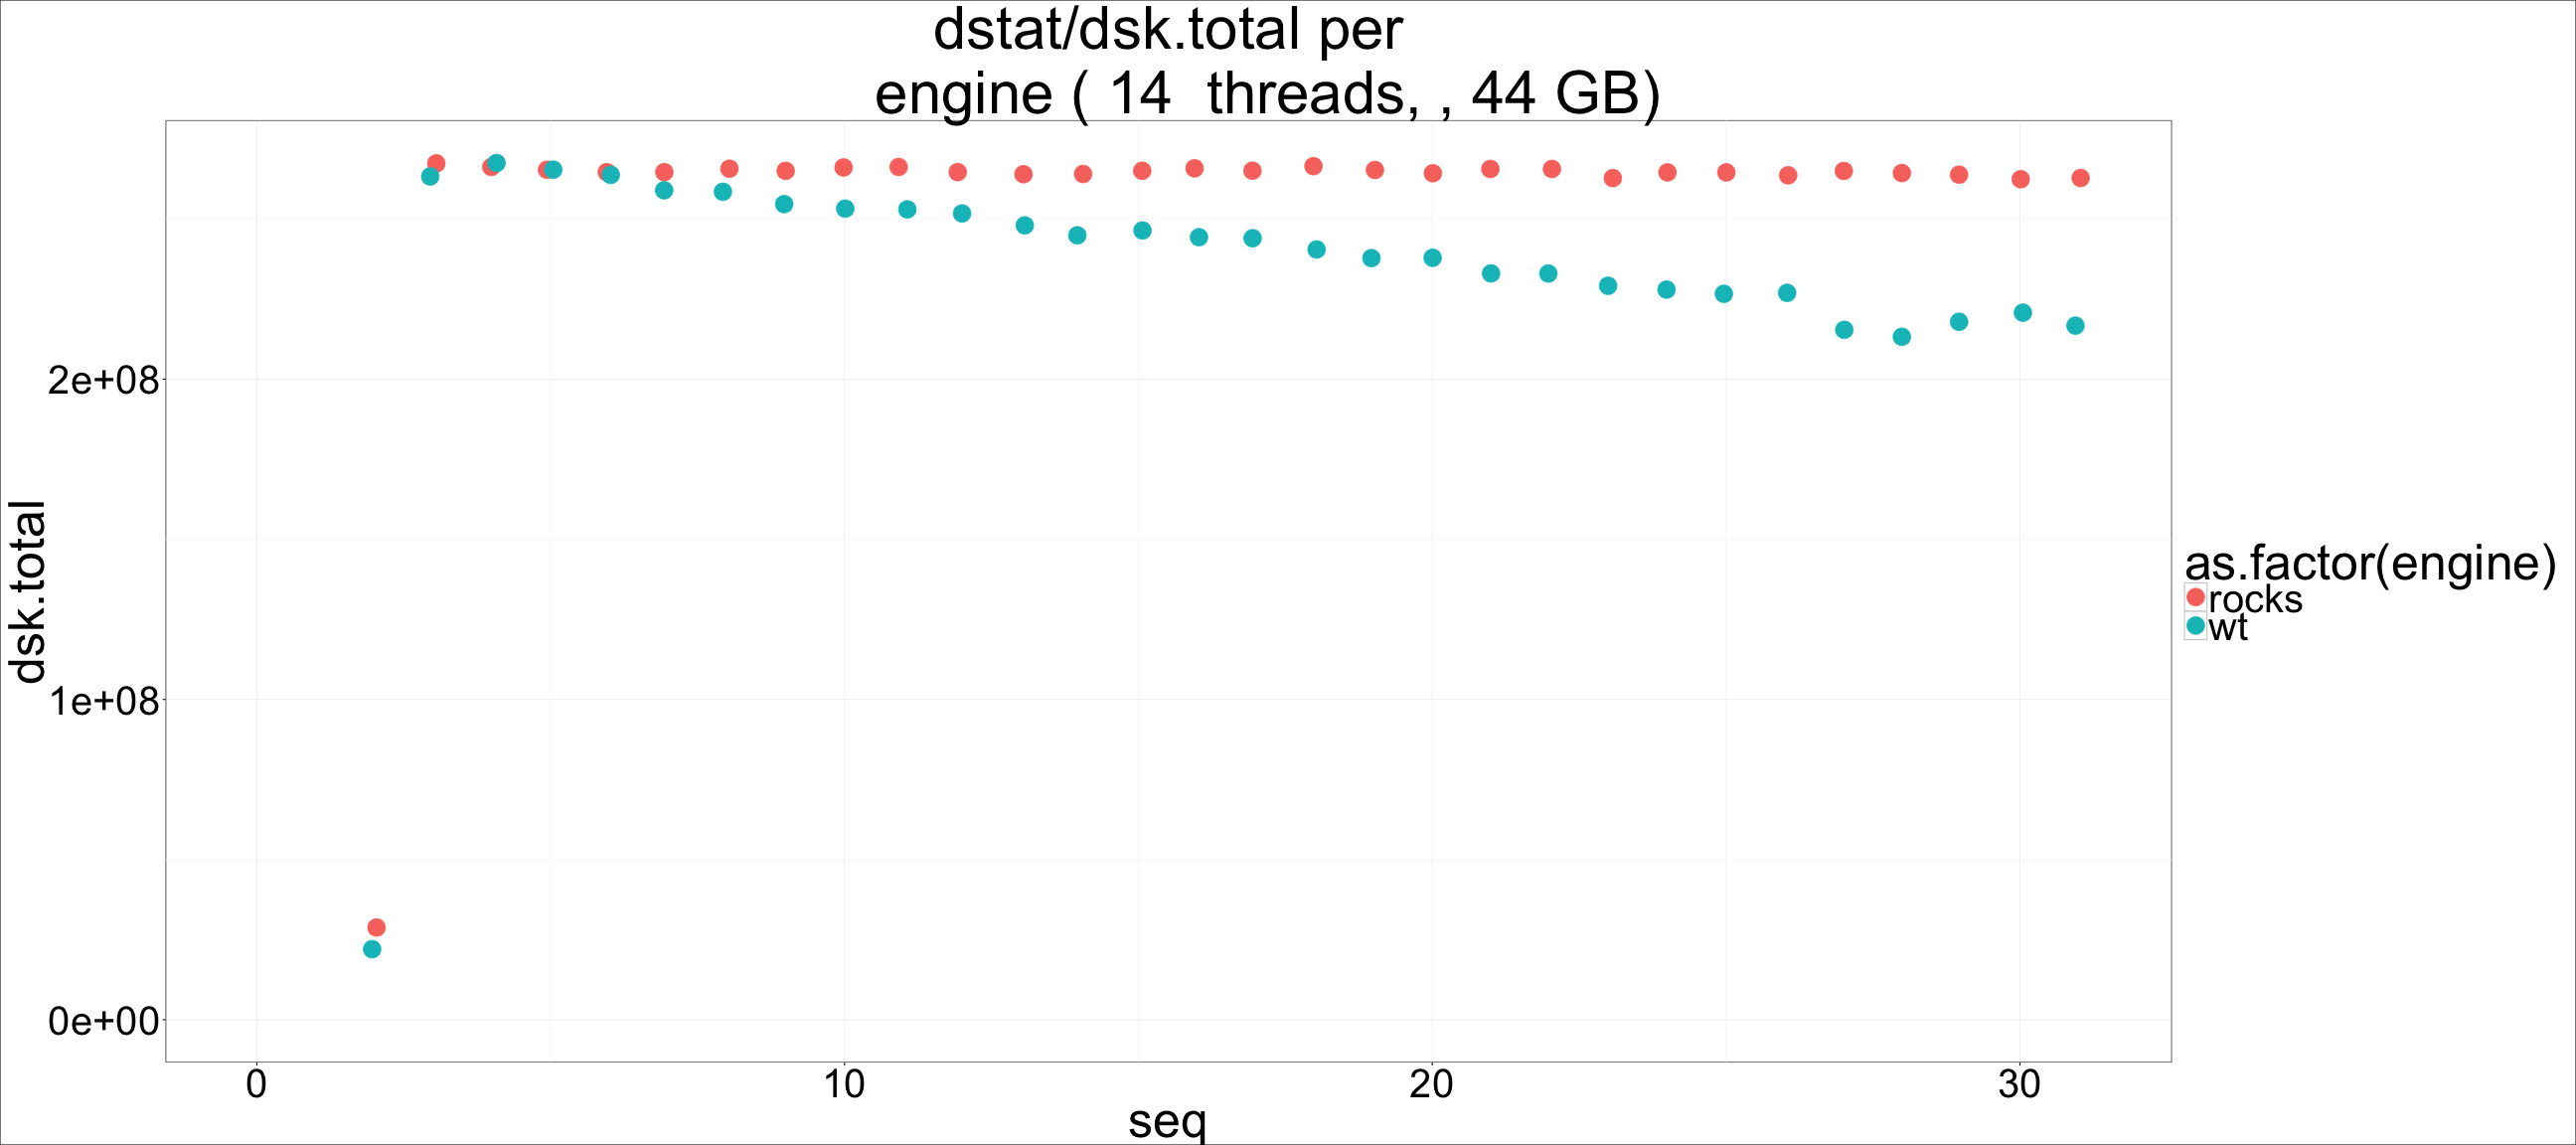 dstat/dsk.total per
engine ( 14  threads, , 44 GB)
dsk.total
2e+08
1e+08
0e+00
0
10
20
30
seq
as.factor(engine)
rocks
wt